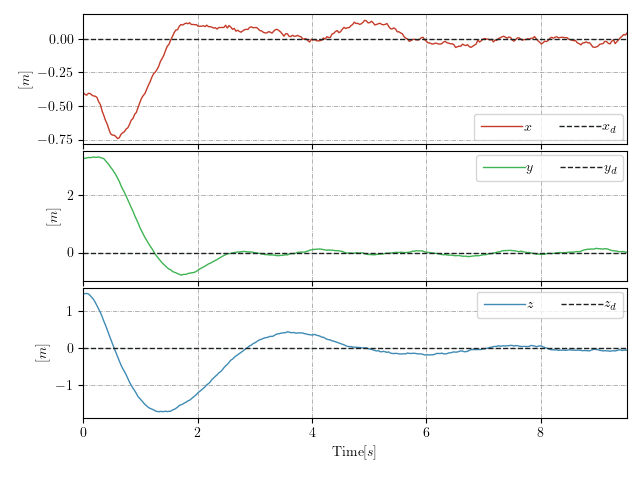 0.00
−0.25
−0.50
−0.75
[m]
x x_d
2
0
[m]
y y_d
1
0
−1
[m]
z z_d
0 2 4 6 8
Time[s]